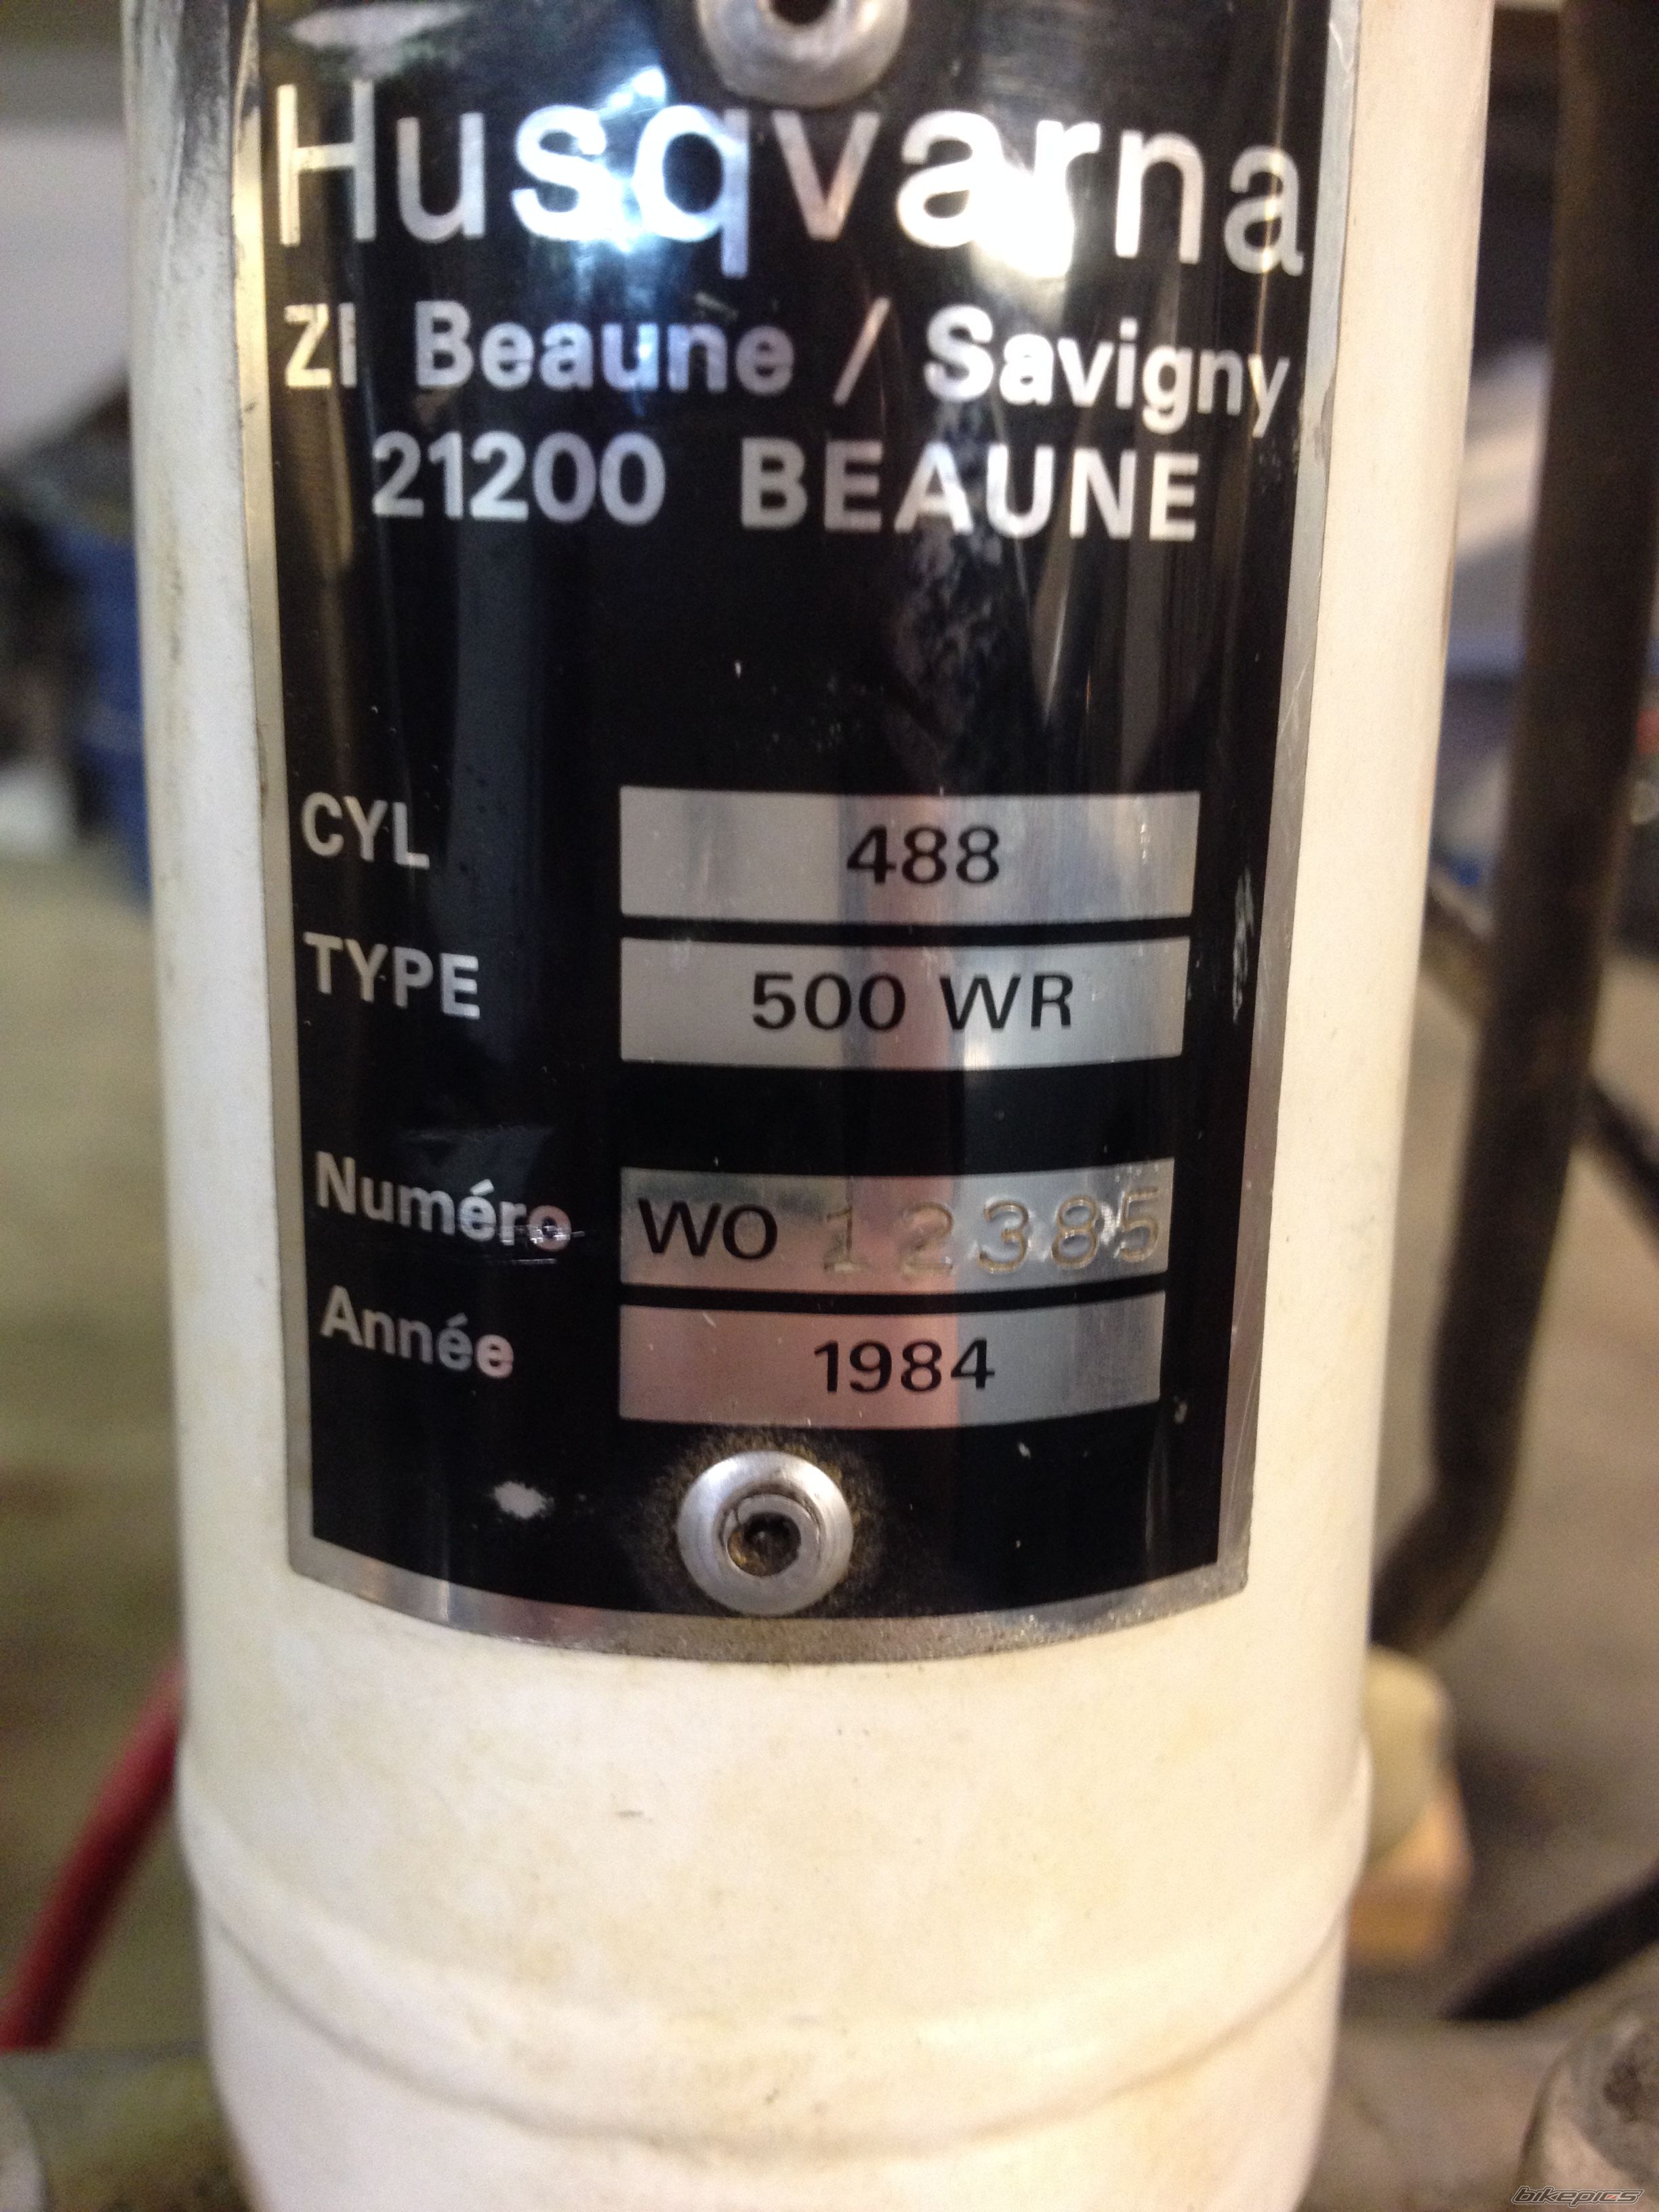 Husqvarna
ZI Beaune / Savigny
21200 BEAUNE
CYL 488
TYPE 500 WR
Numéro WO 12385
Année 1984
bikepics